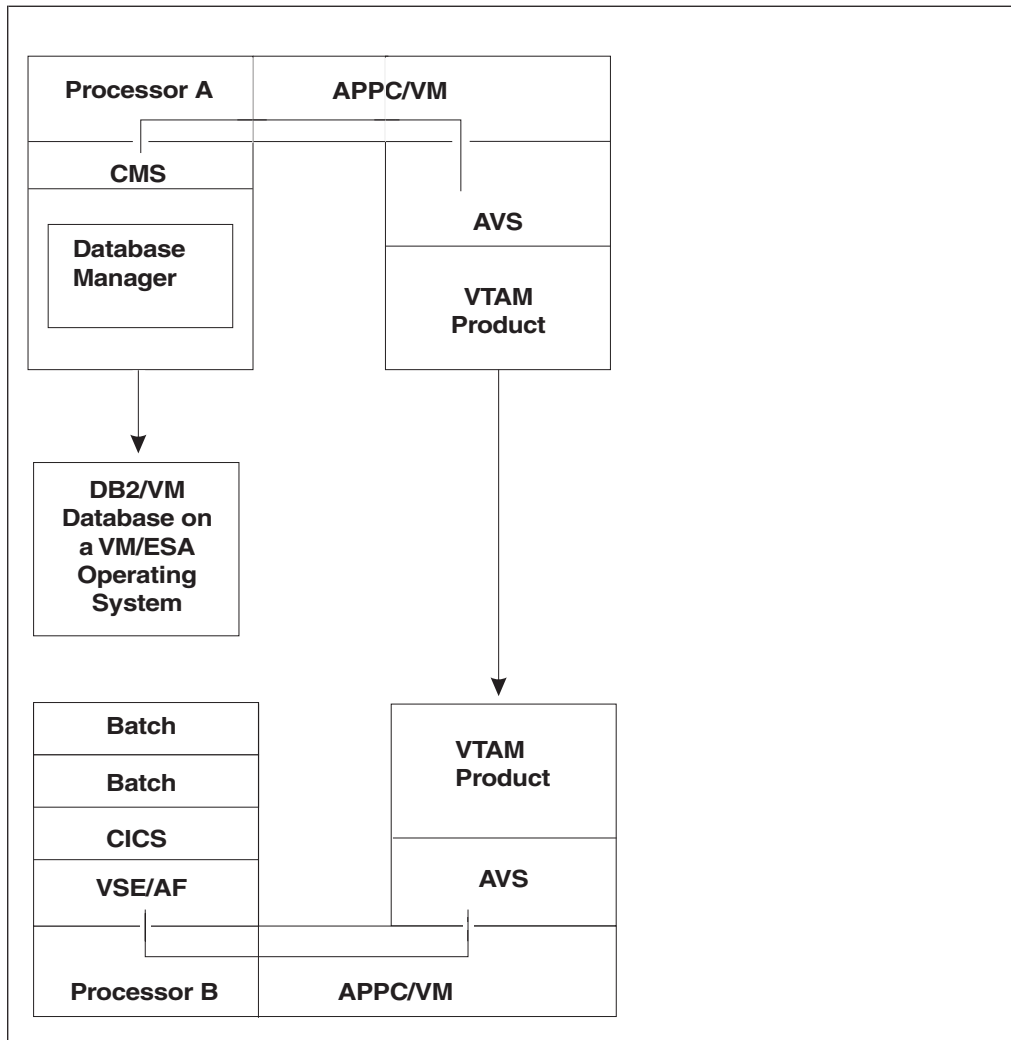 Processor A
APPC/VM
CMS
AVS
Database
Manager
VTAM
Product
DB2/VM
Database on
a VM/ESA
Operating
System
Batch
VTAM
Product
Batch
CICS
VSE/AF
AVS
Processor B
APPC/VM